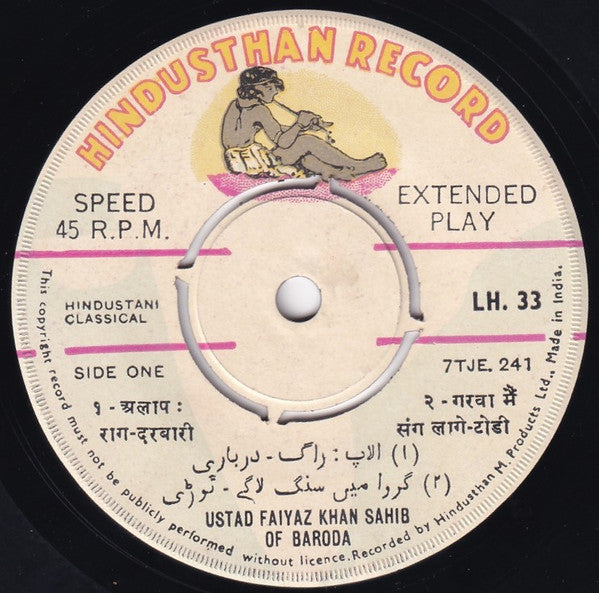 HINDUSTHAN RECORD
SPEED
45 R.P.M.
EXTENDED
PLAY
HINDUSTANI
CLASSICAL
LH. 33
SIDE ONE
7TJE. 241
१ - अलाप :
राग-दरबारी
२ - गरवा मैं
संग लागे-टोडी
(۱) الاپ : راگ - درباری
(۲) گروا میں سنگ لاگے - ٹوڑی
USTAD FAIYAZ KHAN SAHIB
OF BARODA
This copyright record must not be publicly performed without licence. Recorded by Hindusthan M. Products Ltd., Made in India.